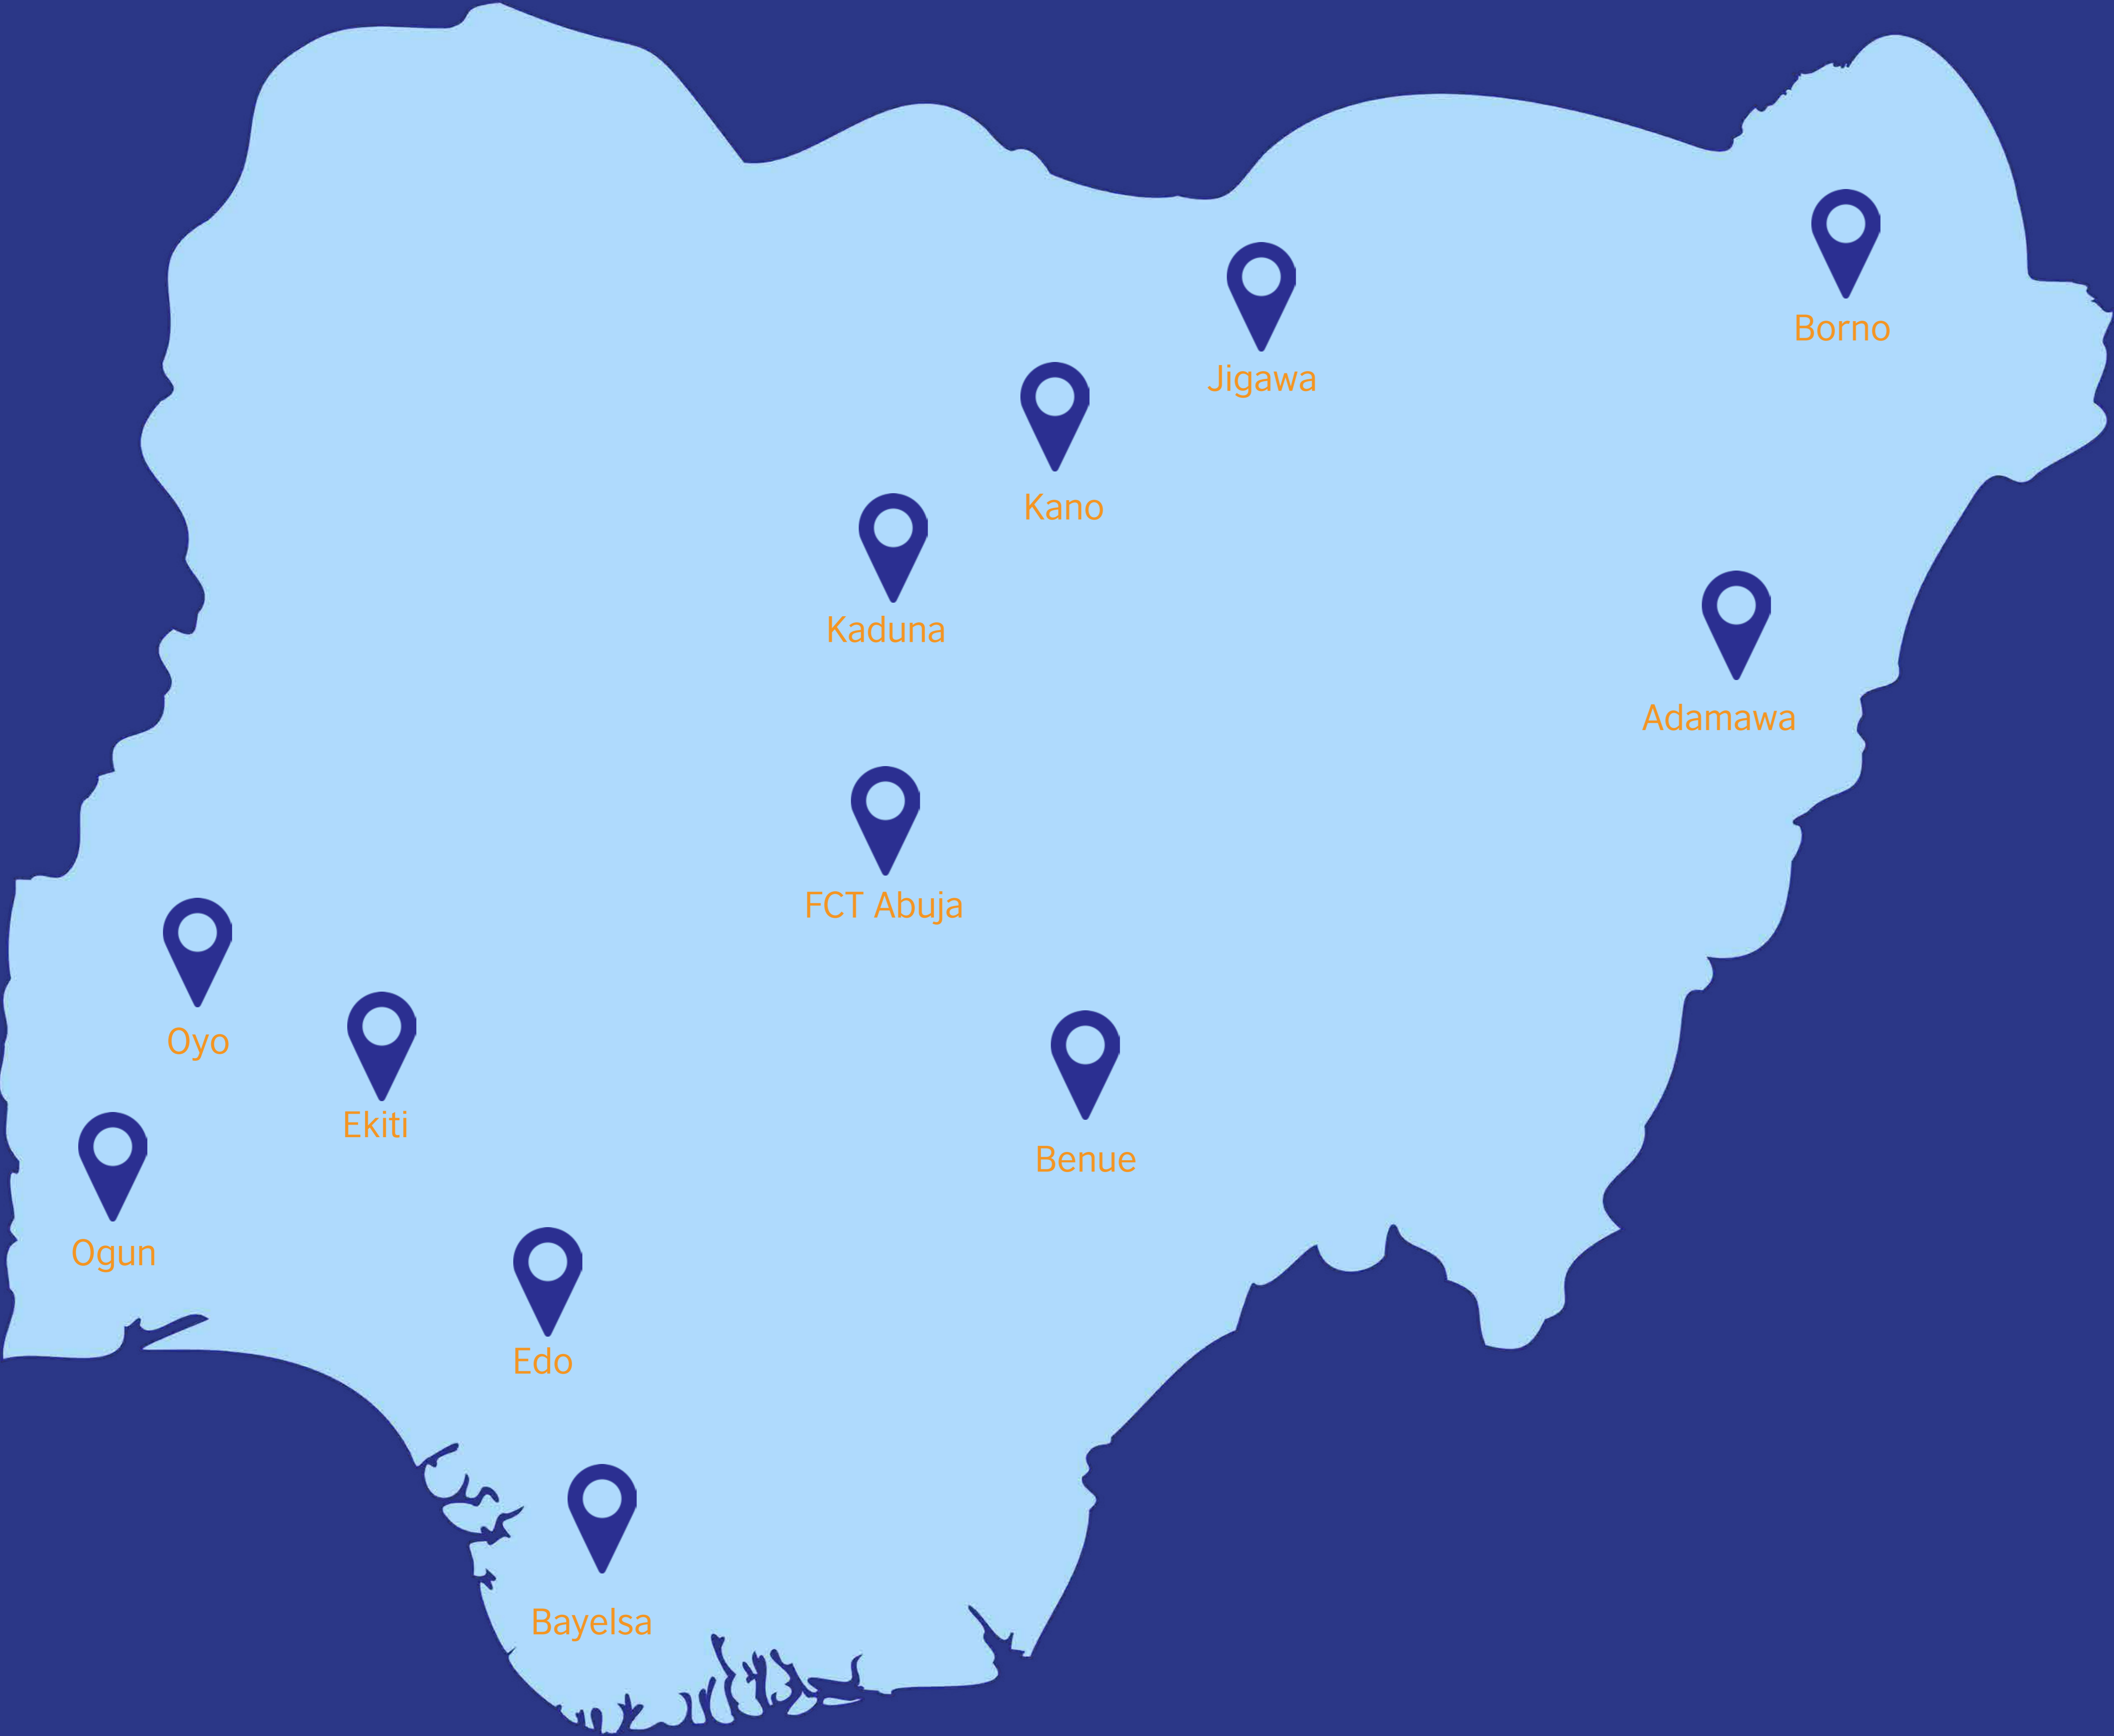 Borno
Jigawa
Kano
Kaduna
Adamawa
FCT Abuja
Oyo
Ekiti
Benue
Ogun
Edo
Bayelsa